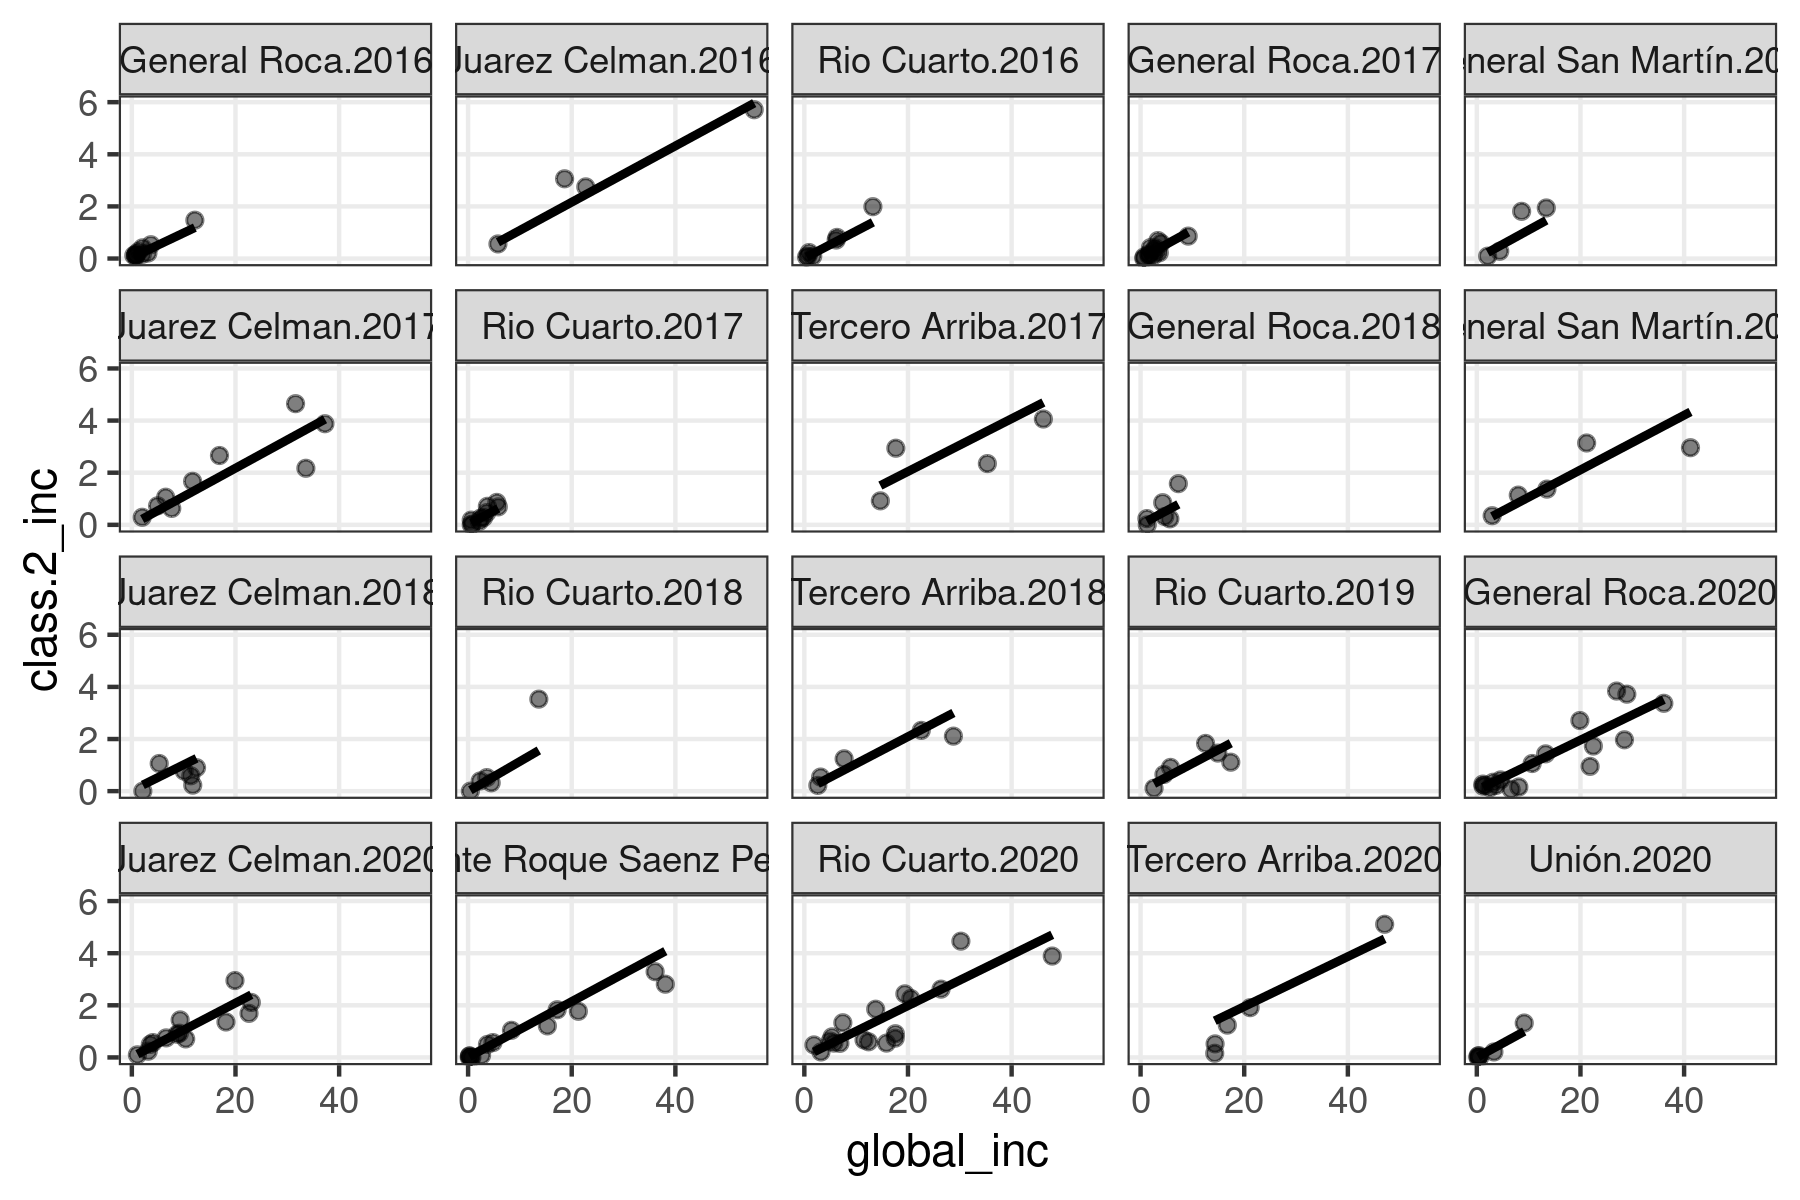 General Roca.2016
Juarez Celman.2016
Rio Cuarto.2016
General Roca.2017
neral San Martín.20
6
4
2
0
Juarez Celman.2017
Rio Cuarto.2017
Tercero Arriba.2017
General Roca.2018
neral San Martín.20
6
4
2
0
Juarez Celman.2018
Rio Cuarto.2018
Tercero Arriba.2018
Rio Cuarto.2019
General Roca.2020
6
4
2
0
Juarez Celman.2020
nte Roque Saenz Pe
Rio Cuarto.2020
Tercero Arriba.2020
Unión.2020
6
4
2
0
0 20 40
0 20 40
0 20 40
0 20 40
0 20 40
global_inc
class.2_inc